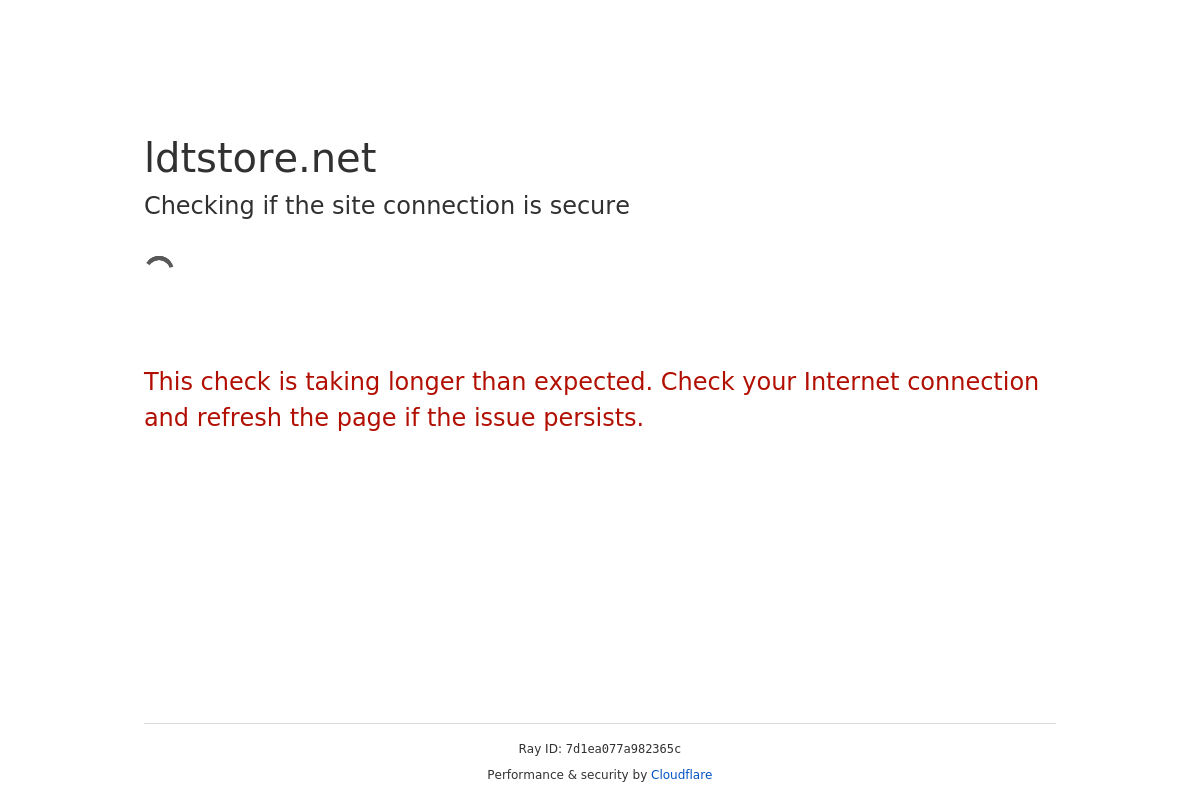 ldtstore.net
Checking if the site connection is secure
This check is taking longer than expected. Check your Internet connection
and refresh the page if the issue persists.
Ray ID: 7d1ea077a982365c
Performance & security by Cloudflare